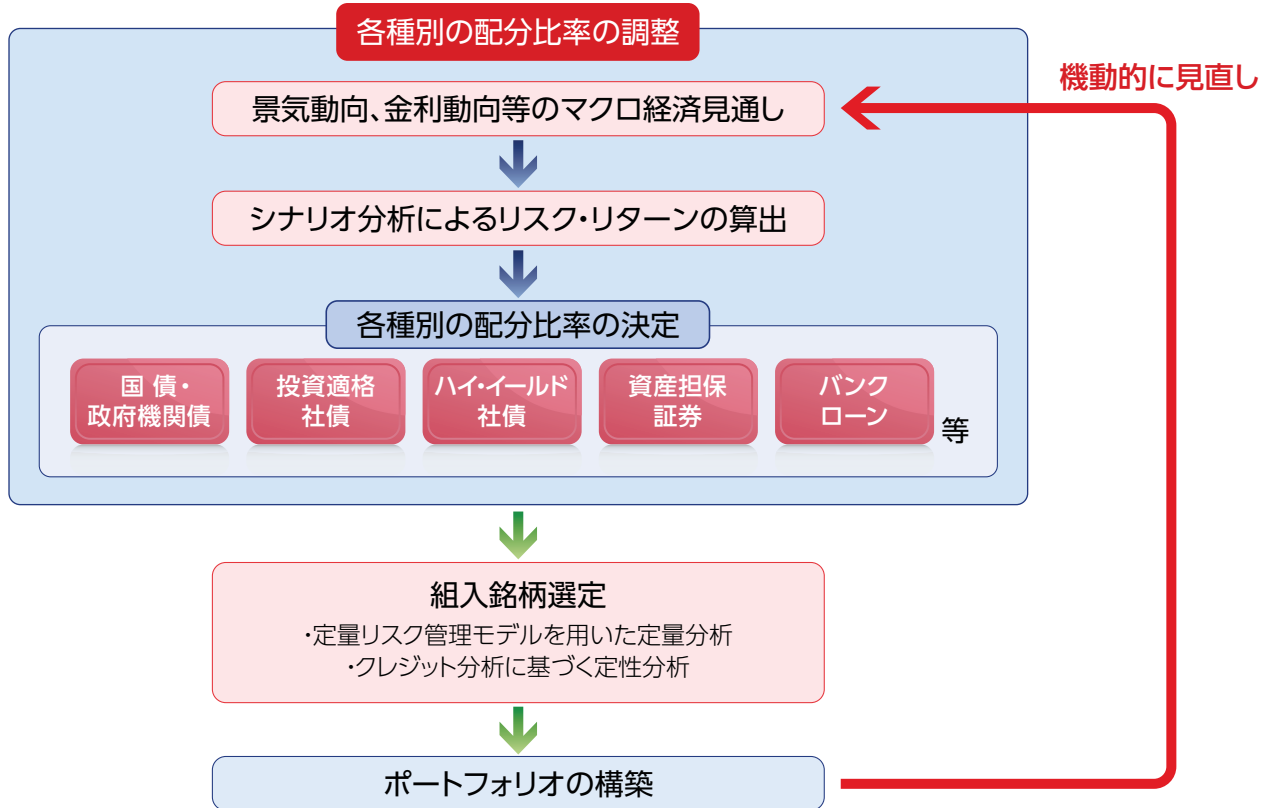 各種別の配分比率の調整
機動的に見直し
景気動向、金利動向等のマクロ経済見通し
シナリオ分析によるリスク・リターンの算出
各種別の配分比率の決定
国債・
政府機関債
投資適格
社債
ハイ・イールド
社債
資産担保
証券
バンク
ローン
等
組入銘柄選定
・定量リスク管理モデルを用いた定量分析
・クレジット分析に基づく定性分析
ポートフォリオの構築